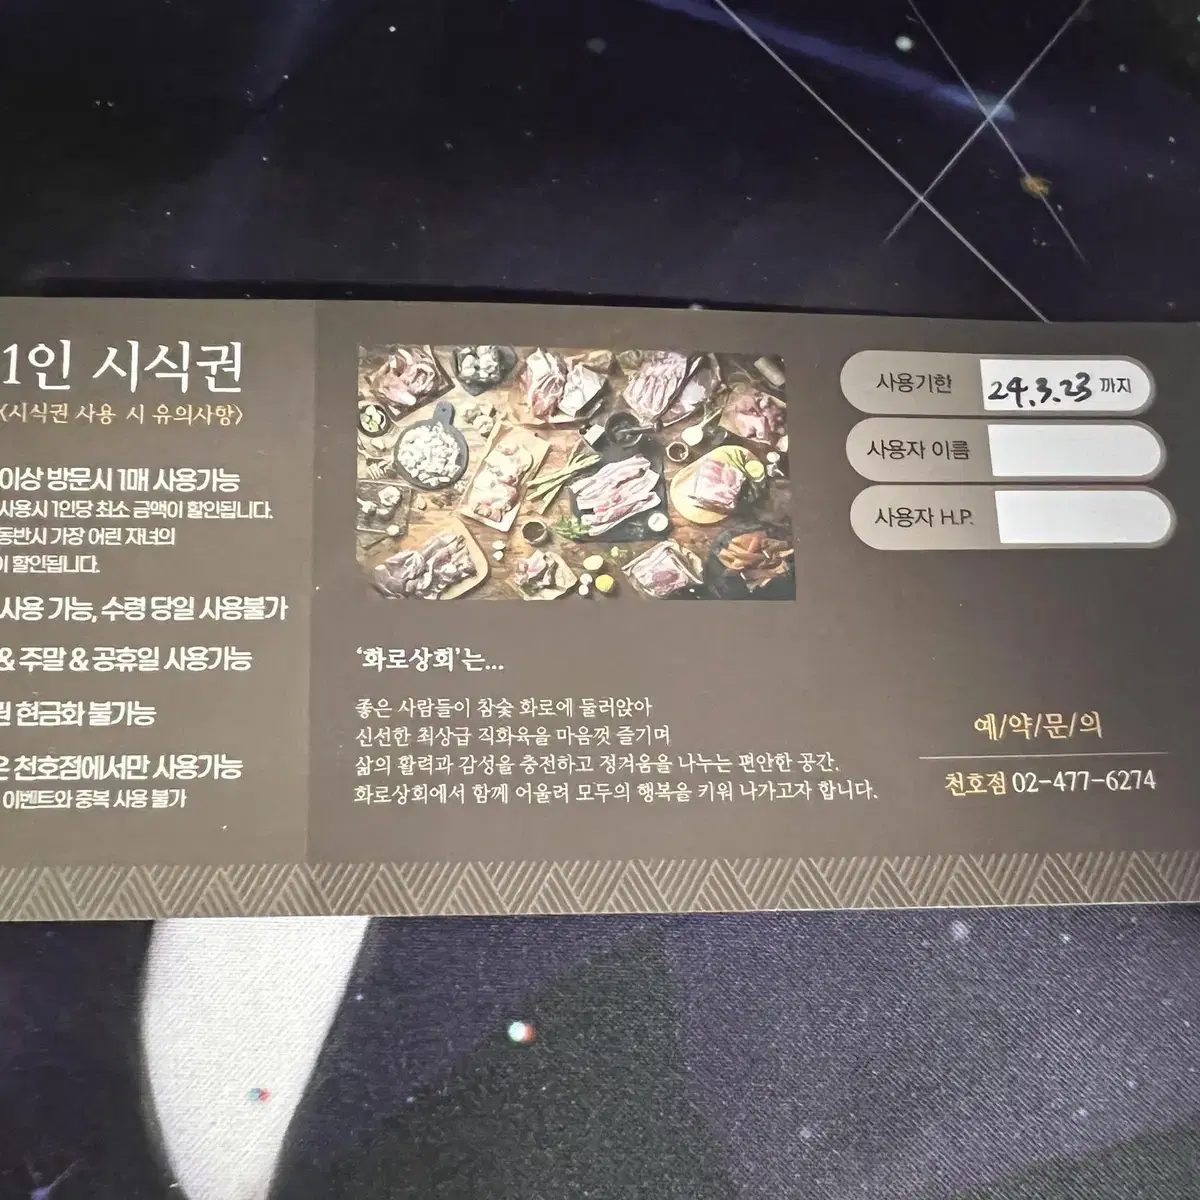 1인 시식권
<시식권 사용 시 유의사항>
이상 방문시 1매 사용가능
사용시 1인당 최소 금액이 할인됩니다.
동반시 가장 어린 자녀의
이 할인됩니다.
사용 가능, 수령 당일 사용불가
& 주말 & 공휴일 사용가능
현금화 불가능
은 천호점에서만 사용가능
이벤트와 중복 사용 불가
'화로상회'는...
좋은 사람들이 참숯 화로에 둘러앉아
신선한 최상급 직화육을 마음껏 즐기며
삶의 활력과 감성을 충전하고 정겨움을 나누는 편안한 공간.
화로상회에서 함께 어울려 모두의 행복을 키워 나가고자 합니다.
사용기한 24.3.23 까지
사용자 이름
사용자 H.P.
예/약/문/의
천호점 02-477-6274